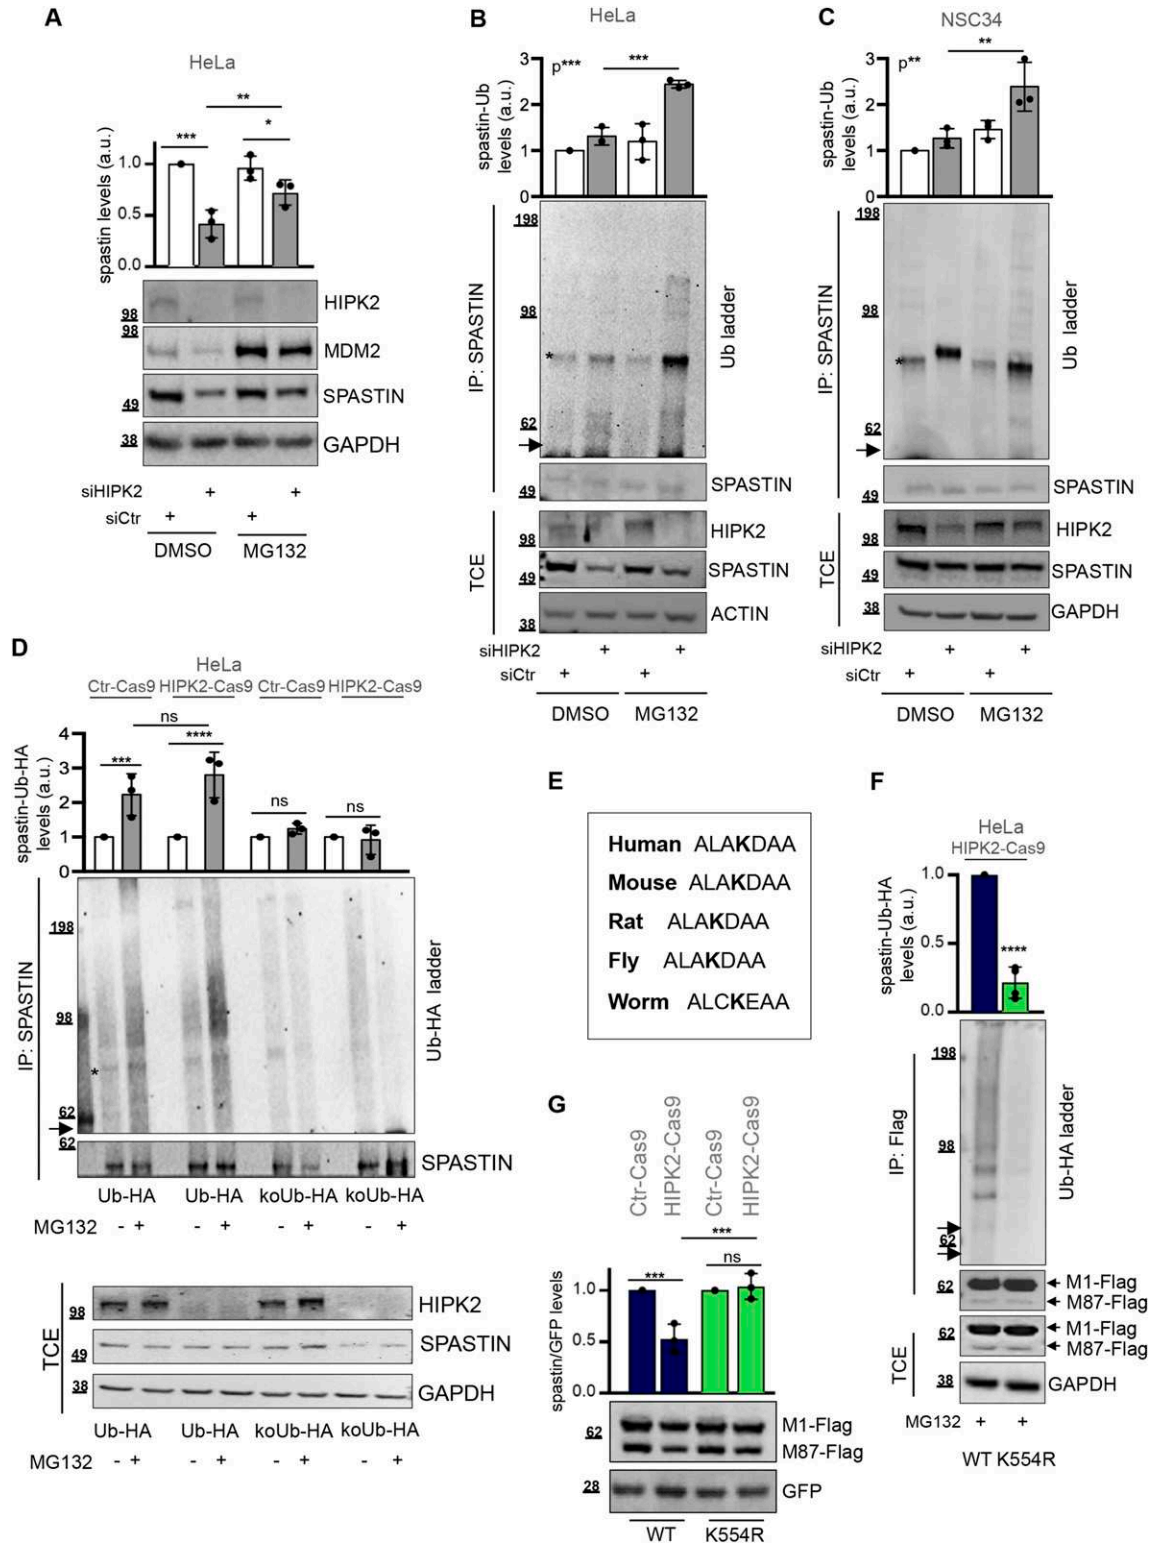 A
HeLa
spastin levels (a.u.)
1.0
0.5
0.0
***
**
*
98
HIPK2
98
MDM2
49
SPASTIN
38
GAPDH
siHIPK2 + +
siCtr + +
DMSO MG132
B
HeLa
spastin-Ub
levels (a.u.)
3
2
1
0
p***
***
IP: SPASTIN
198
98
*
62
Ub ladder
49
SPASTIN
TCE
98
HIPK2
49
SPASTIN
38
ACTIN
siHIPK2 + +
siCtr + +
DMSO MG132
C
NSC34
spastin-Ub
levels (a.u.)
3
2
1
0
p**
**
IP: SPASTIN
198
98
*
62
Ub ladder
49
SPASTIN
TCE
98
HIPK2
49
SPASTIN
38
GAPDH
siHIPK2 + +
siCtr + +
DMSO MG132
D
HeLa
Ctr-Cas9 HIPK2-Cas9 Ctr-Cas9 HIPK2-Cas9
spastin-Ub-HA
levels (a.u.)
4
3
2
1
0
ns
***
****
ns
ns
IP: SPASTIN
198
98
*
62
Ub-HA ladder
62
SPASTIN
Ub-HA Ub-HA koUb-HA koUb-HA
MG132 - + - + - + - +
TCE
98
HIPK2
49
SPASTIN
38
GAPDH
Ub-HA Ub-HA koUb-HA koUb-HA
MG132 - + - + - + - +
E
Human ALAKDAA
Mouse ALAKDAA
Rat ALAKDAA
Fly ALAKDAA
Worm ALCKEAA
F
HeLa
HIPK2-Cas9
spastin-Ub-HA
levels (a.u.)
1.0
0.5
0.0
****
IP: Flag
198
98
62
Ub-HA ladder
62
M1-Flag
M87-Flag
TCE
62
M1-Flag
M87-Flag
38
GAPDH
MG132 + +
WT K554R
G
Ctr-Cas9
HIPK2-Cas9
Ctr-Cas9
HIPK2-Cas9
spastin/GFP levels
1.0
0.5
0.0
***
***
ns
62
M1-Flag
M87-Flag
28
GFP
WT K554R